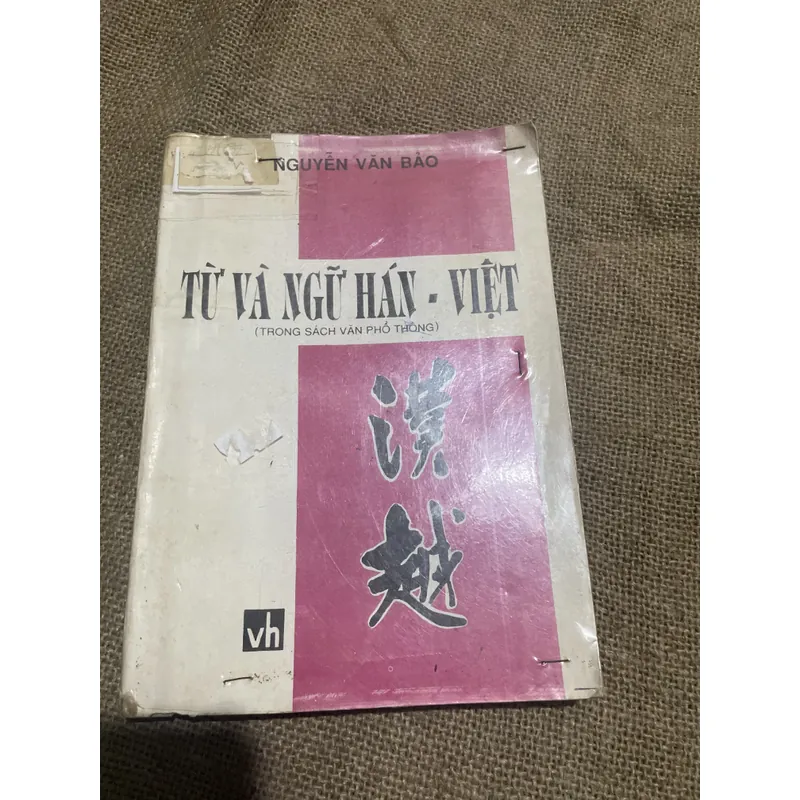 NGUYỄN VĂN BẢO
TỪ VÀ NGỮ HÁN - VIỆT
(TRONG SÁCH VĂN PHỔ THÔNG)
漢
越
vh